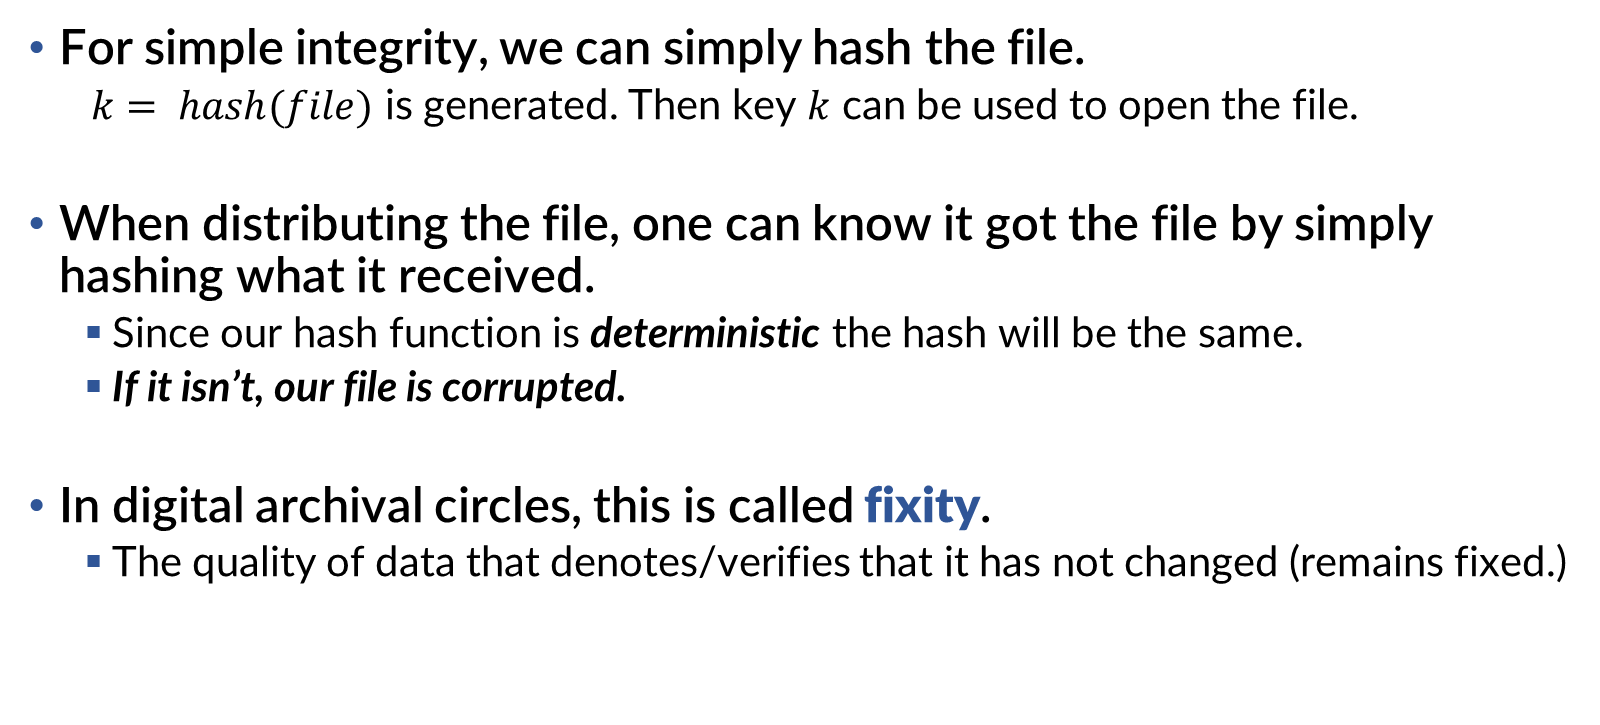 • For simple integrity, we can simply hash the file.
k = hash(file) is generated. Then key k can be used to open the file.
• When distributing the file, one can know it got the file by simply
hashing what it received.
▪ Since our hash function is deterministic the hash will be the same.
▪ If it isn’t, our file is corrupted.
• In digital archival circles, this is called fixity.
▪ The quality of data that denotes/verifies that it has not changed (remains fixed.)